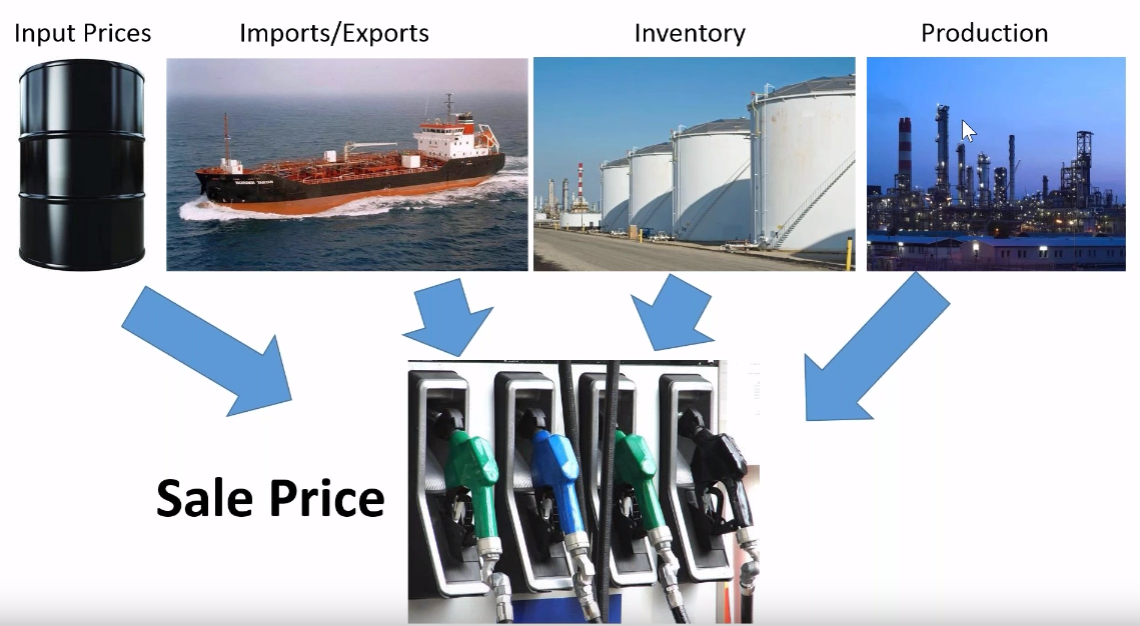 Input Prices
Imports/Exports
Inventory
Production
Sale Price